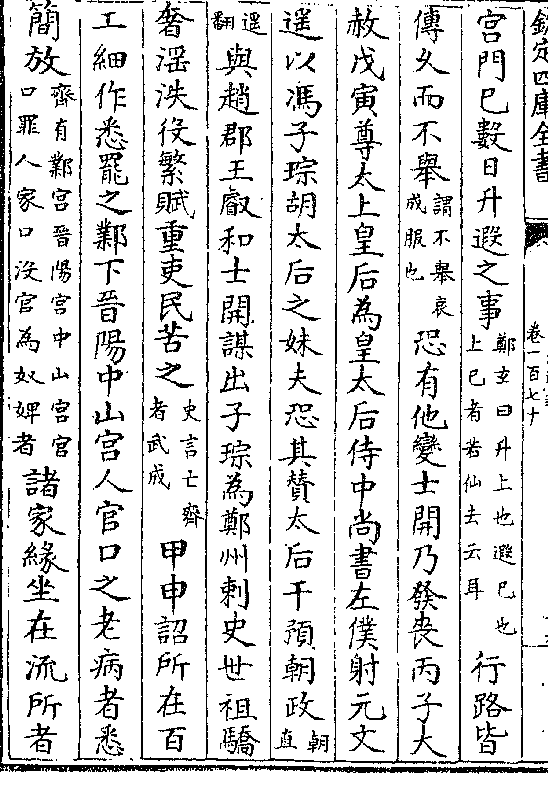 欽定四庫全書
卷一百七十
宮門已數日升遐之事鄭玄曰升上也遐已也上已者若仙去云耳行路皆
傳久而不舉謂不舉哀成服也恐有他變士開乃發喪丙子大
赦戊寅尊太上皇后為皇太后侍中尚書左僕射元文
遥以馮子琮胡太后之妹夫恐其賛太后干預朝政朝直
遥翻與趙郡王叡和士開謀出子琮為鄭州刺史世祖驕
奢滛泆役繁賦重吏民苦之史言亡齊者武成甲申詔所在百
工細作悉罷之鄴下晉陽中山宮人官口之老病者悉
簡放齊有鄴宮晉陽宮中山宮官口罪人家口没官為奴婢者諸家緣坐在流所者